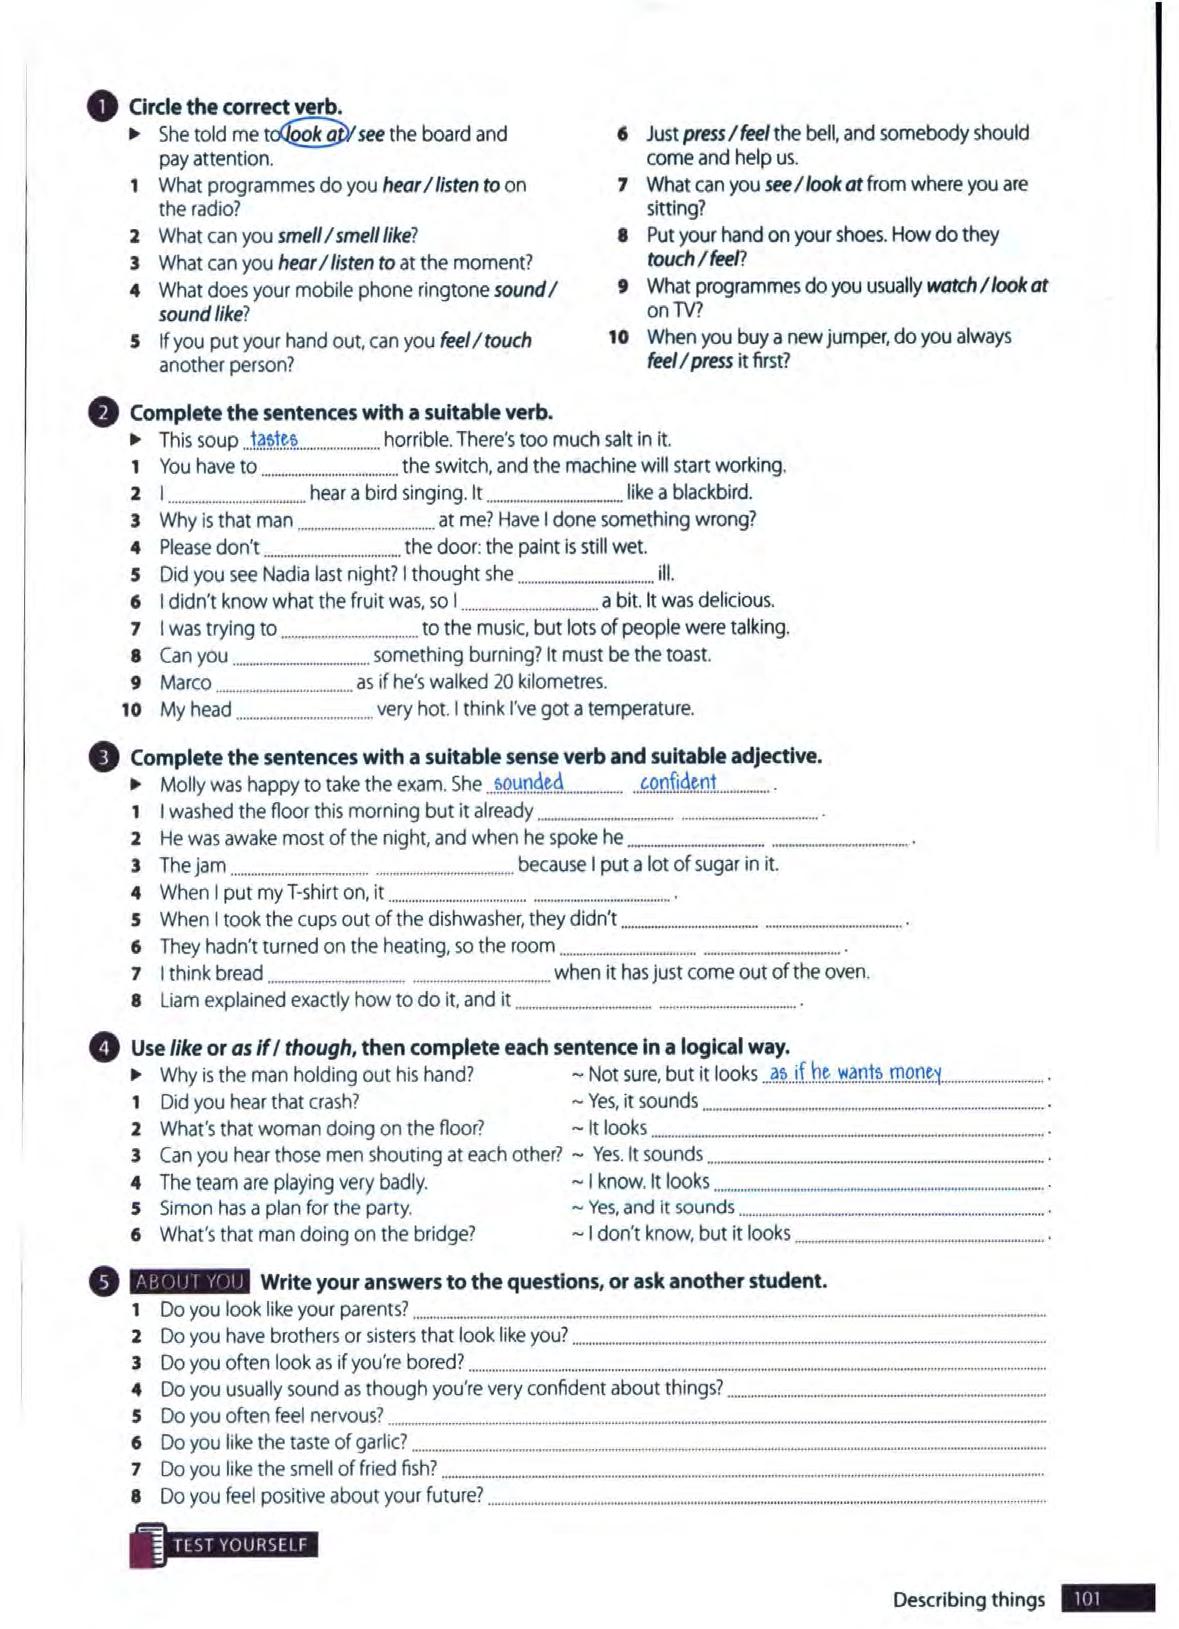 1 Circle the correct verb.
► She told me to look at / see the board and
pay attention.
1 What programmes do you hear / listen to on
the radio?
2 What can you smell / smell like?
3 What can you hear / listen to at the moment?
4 What does your mobile phone ringtone sound /
sound like?
5 If you put your hand out, can you feel / touch
another person?
6 Just press / feel the bell, and somebody should
come and help us.
7 What can you see / look at from where you are
sitting?
8 Put your hand on your shoes. How do they
touch / feel?
9 What programmes do you usually watch / look at
on TV?
10 When you buy a new jumper, do you always
feel / press it first?
2 Complete the sentences with a suitable verb.
► This soup tastes horrible. There's too much salt in it.
1 You have to ............ the switch, and the machine will start working.
2 I ............ hear a bird singing. It ............ like a blackbird.
3 Why is that man ............ at me? Have I done something wrong?
4 Please don't ............ the door: the paint is still wet.
5 Did you see Nadia last night? I thought she ............ ill.
6 I didn't know what the fruit was, so I ............ a bit. It was delicious.
7 I was trying to ............ to the music, but lots of people were talking.
8 Can you ............ something burning? It must be the toast.
9 Marco ............ as if he's walked 20 kilometres.
10 My head ............ very hot. I think I've got a temperature.
3 Complete the sentences with a suitable sense verb and suitable adjective.
► Molly was happy to take the exam. She sounded confident .
1 I washed the floor this morning but it already ............ ............ .
2 He was awake most of the night, and when he spoke he ............ ............ .
3 The jam ............ ............ because I put a lot of sugar in it.
4 When I put my T-shirt on, it ............ ............ .
5 When I took the cups out of the dishwasher, they didn't ............ ............ .
6 They hadn't turned on the heating, so the room ............ ............ .
7 I think bread ............ ............ when it has just come out of the oven.
8 Liam explained exactly how to do it, and it ............ ............ .
4 Use like or as if / though, then complete each sentence in a logical way.
► Why is the man holding out his hand? ~ Not sure, but it looks as if he wants money .
1 Did you hear that crash? ~ Yes, it sounds ............ .
2 What's that woman doing on the floor? ~ It looks ............ .
3 Can you hear those men shouting at each other? ~ Yes. It sounds ............ .
4 The team are playing very badly. ~ I know. It looks ............ .
5 Simon has a plan for the party. ~ Yes, and it sounds ............ .
6 What's that man doing on the bridge? ~ I don't know, but it looks ............ .
5 ABOUT YOU Write your answers to the questions, or ask another student.
1 Do you look like your parents? ............
2 Do you have brothers or sisters that look like you? ............
3 Do you often look as if you're bored? ............
4 Do you usually sound as though you're very confident about things? ............
5 Do you often feel nervous? ............
6 Do you like the taste of garlic? ............
7 Do you like the smell of fried fish? ............
8 Do you feel positive about your future? ............
TEST YOURSELF
Describing things 101